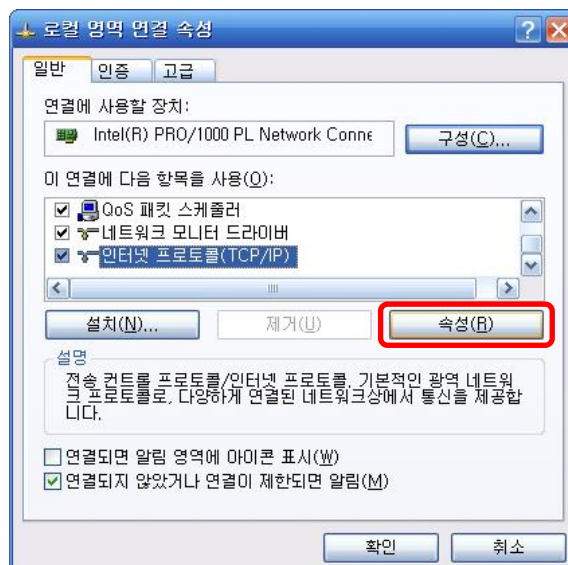 로컬 영역 연결 속성
일반 인증 고급
연결에 사용할 장치:
Intel(R) PRO/1000 PL Network Conne
구성(C)...
이 연결에 다음 항목을 사용(O):
QoS 패킷 스케줄러
네트워크 모니터 드라이버
인터넷 프로토콜(TCP/IP)
설치(N)... 제거(U) 속성(R)
설명
전송 컨트롤 프로토콜/인터넷 프로토콜. 기본적인 광역 네트워
크 프로토콜로, 다양하게 연결된 네트워크상에서 통신을 제공합
니다.
연결되면 알림 영역에 아이콘 표시(W)
연결되지 않았거나 연결이 제한되면 알림(M)
확인 취소